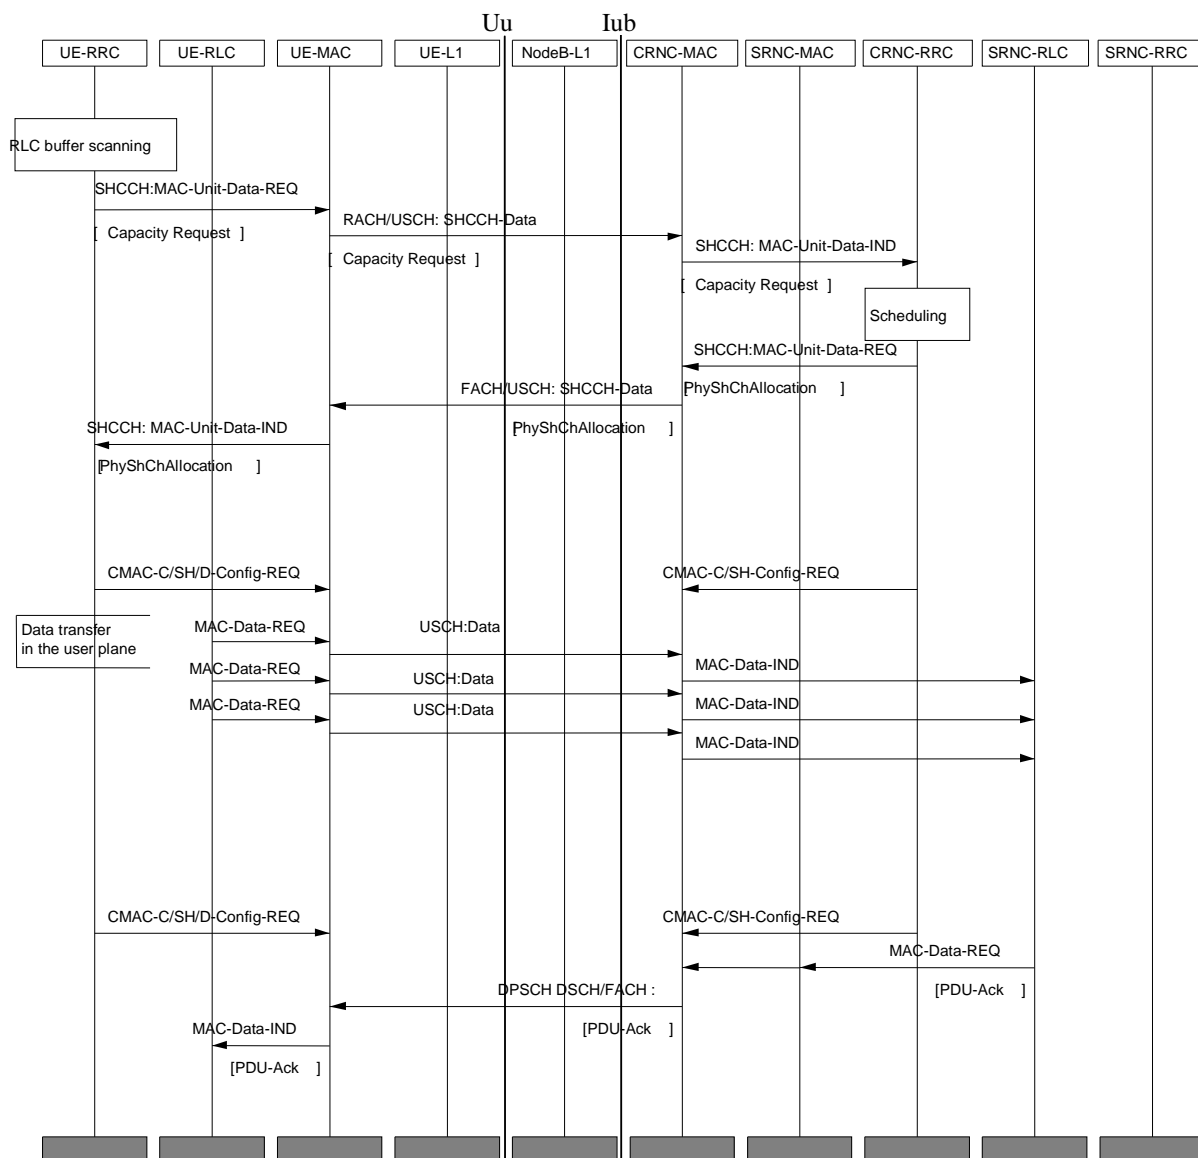 Uu Iub
UE-RRC UE-RLC UE-MAC UE-L1 NodeB-L1 CRNC-MAC SRNC-MAC CRNC-RRC SRNC-RLC SRNC-RRC
RLC buffer scanning
SHCCH:MAC-Unit-Data-REQ
[ Capacity Request ]
RACH/USCH: SHCCH-Data
[ Capacity Request ]
SHCCH: MAC-Unit-Data-IND
[ Capacity Request ]
Scheduling
SHCCH:MAC-Unit-Data-REQ
[PhyShChAllocation ]
FACH/USCH: SHCCH-Data
[PhyShChAllocation ]
SHCCH: MAC-Unit-Data-IND
[PhyShChAllocation ]
CMAC-C/SH/D-Config-REQ CMAC-C/SH-Config-REQ
Data transfer
in the user plane
MAC-Data-REQ USCH:Data
MAC-Data-IND
MAC-Data-REQ USCH:Data
MAC-Data-IND
MAC-Data-REQ USCH:Data
MAC-Data-IND
CMAC-C/SH/D-Config-REQ CMAC-C/SH-Config-REQ
MAC-Data-REQ
[PDU-Ack ]
DPSCH DSCH/FACH :
[PDU-Ack ]
MAC-Data-IND
[PDU-Ack ]